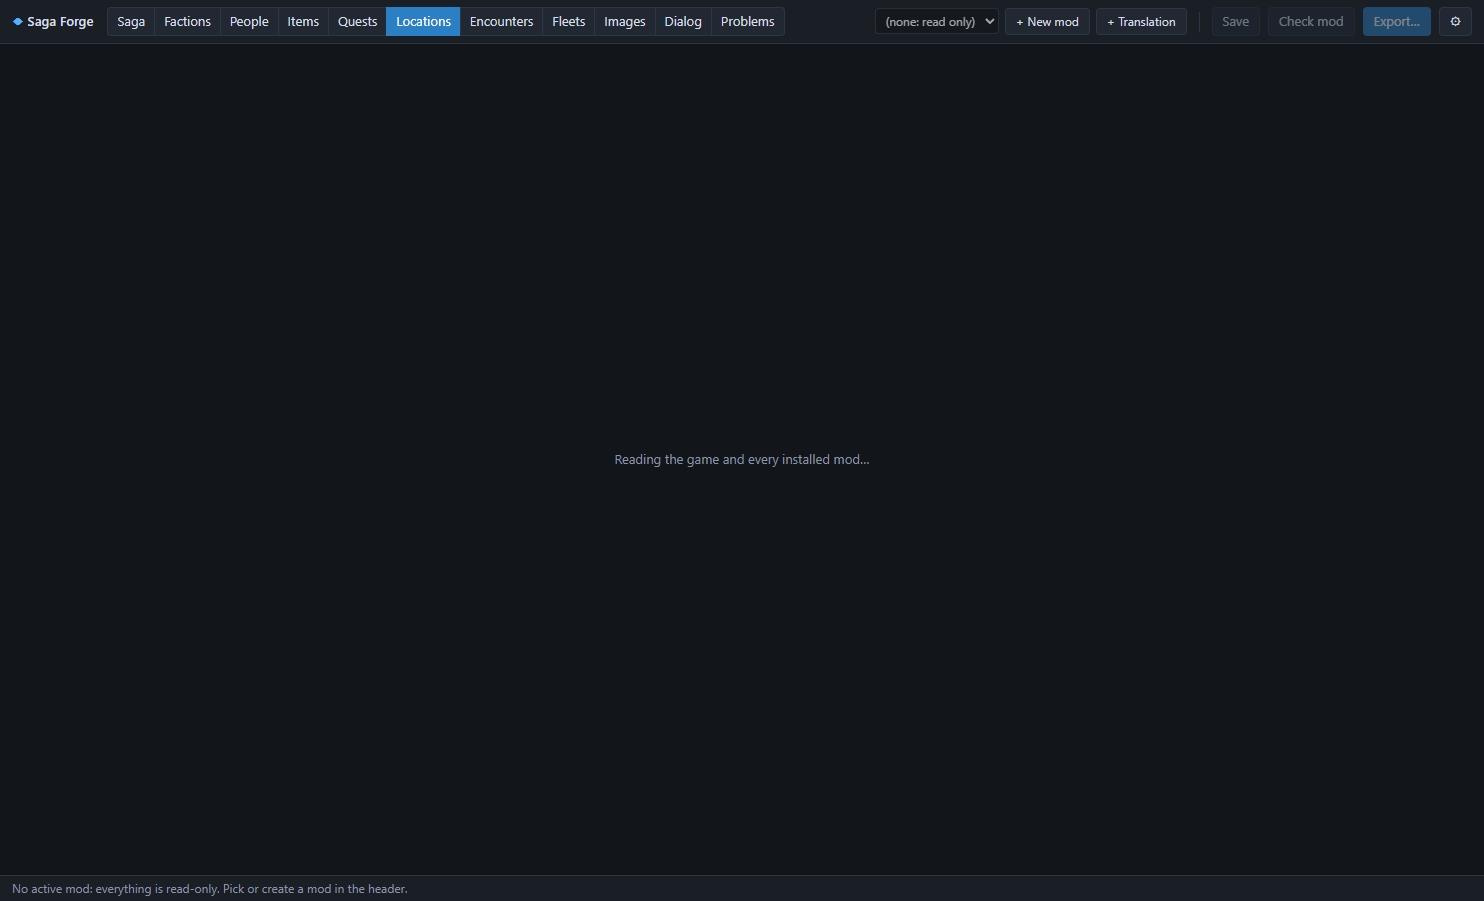 Saga Forge
Saga
Factions
People
Items
Quests
Locations
Encounters
Fleets
Images
Dialog
Problems
(none: read only)
+ New mod
+ Translation
Save
Check mod
Export...
Reading the game and every installed mod...
No active mod: everything is read-only. Pick or create a mod in the header.